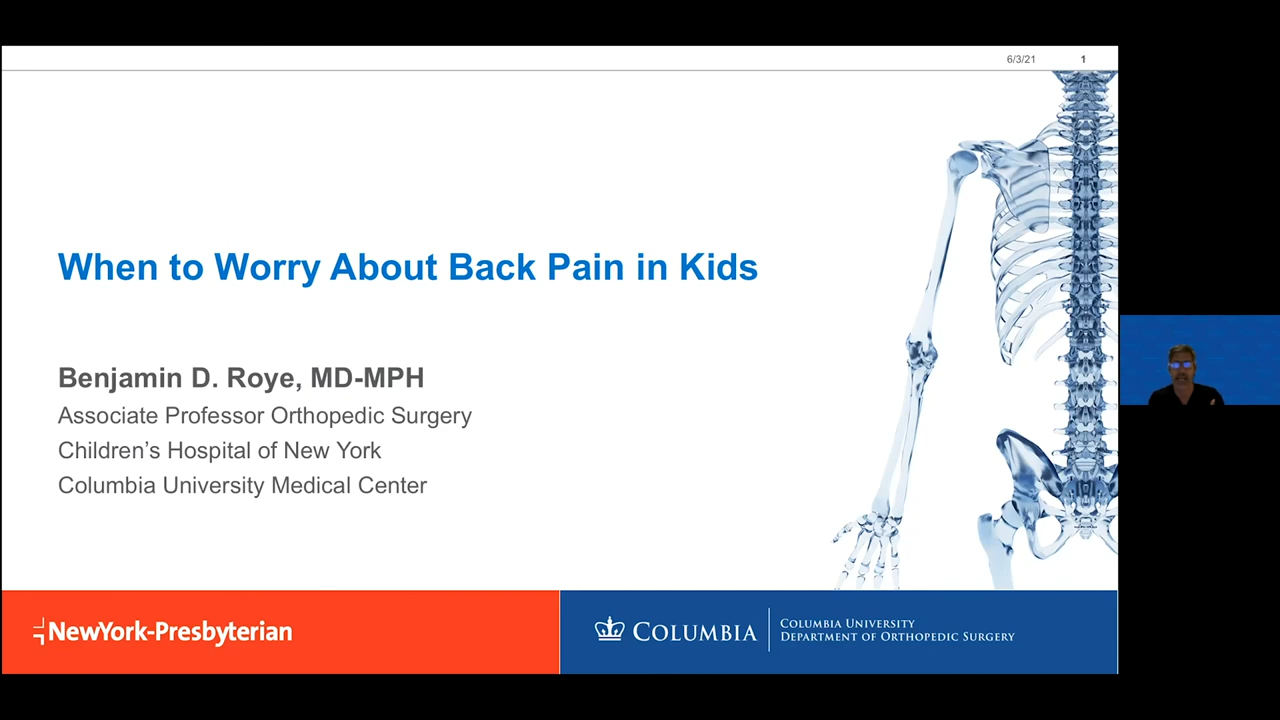 6/3/21 1
When to Worry About Back Pain in Kids
Benjamin D. Roye, MD-MPH
Associate Professor Orthopedic Surgery
Children’s Hospital of New York
Columbia University Medical Center
NewYork-Presbyterian
COLUMBIA
COLUMBIA UNIVERSITY
DEPARTMENT OF ORTHOPEDIC SURGERY